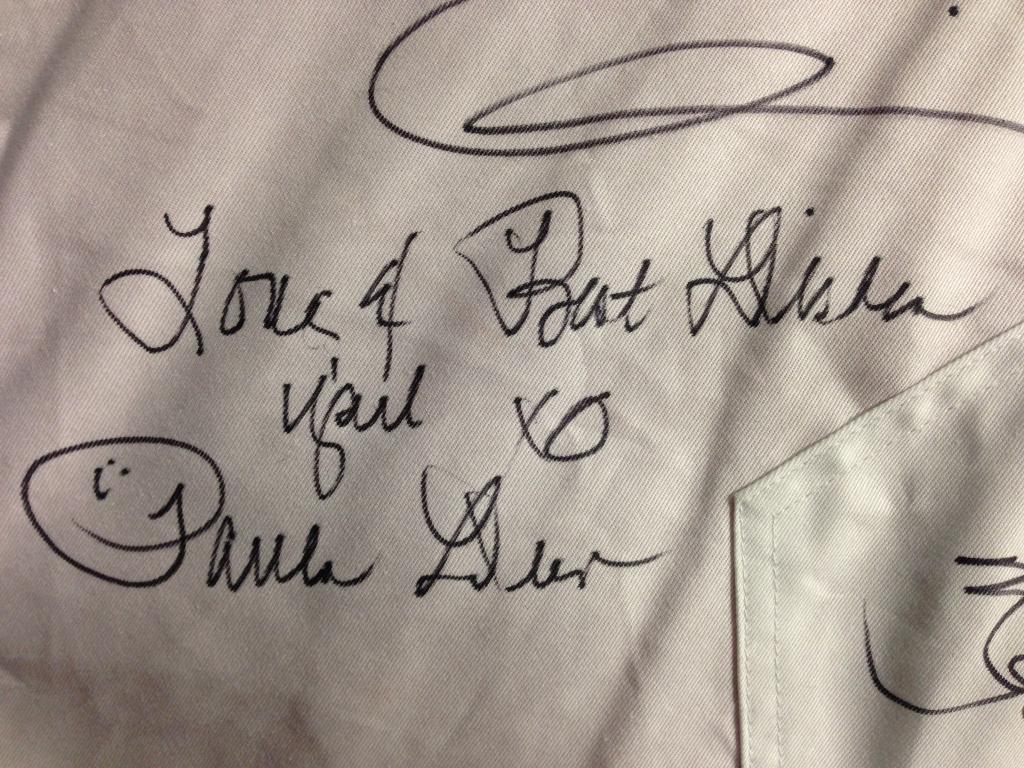 Love & Best Dishes
y'all xo
Paula Deen